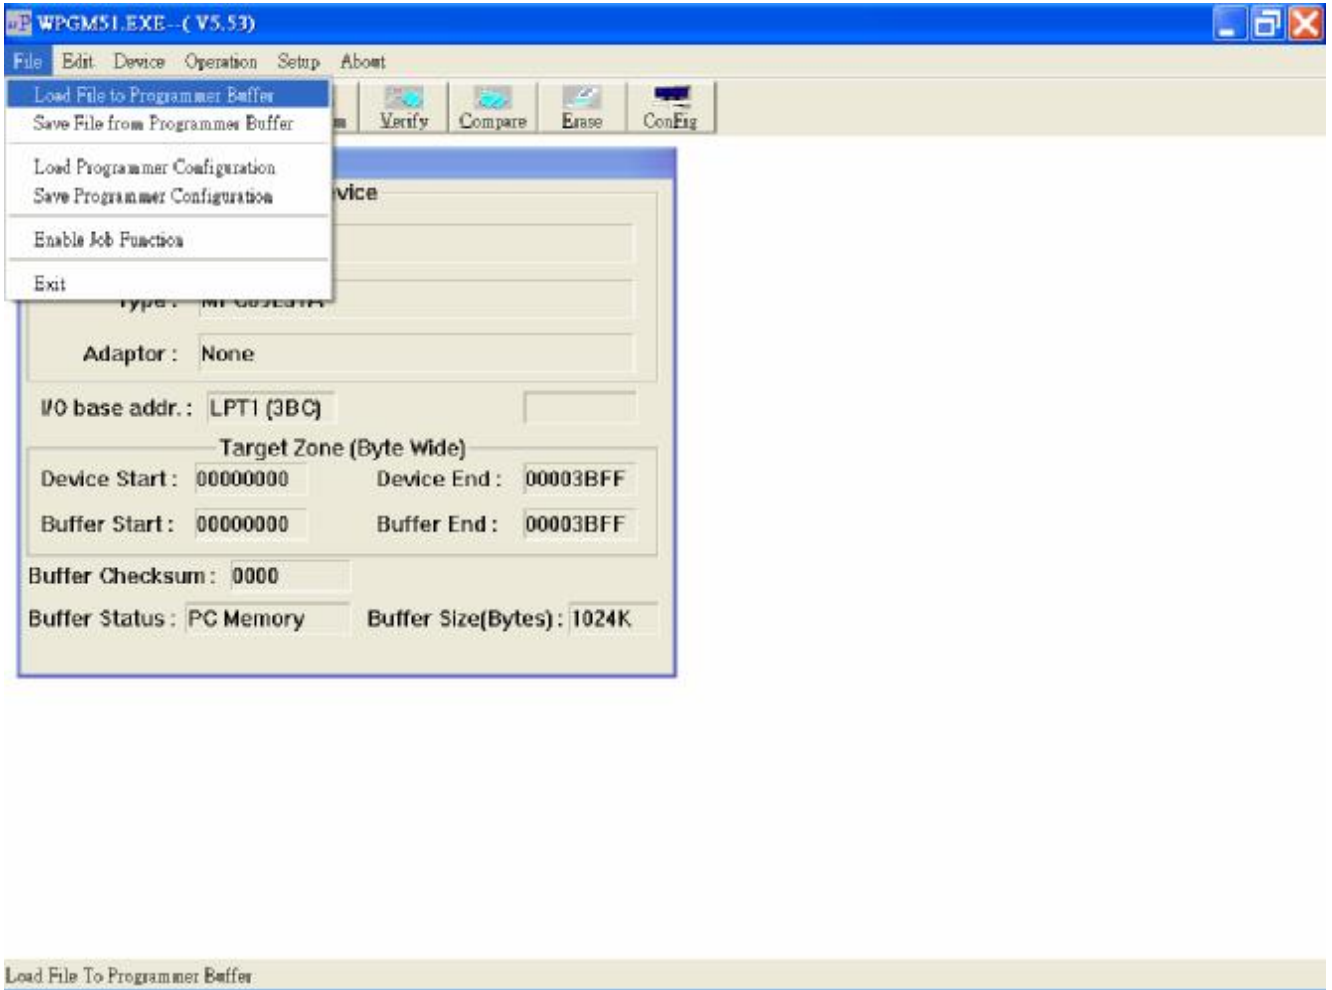 WPGM51.EXE--( V5.53)
File Edit Device Operation Setup About
Load File to Programmer Buffer
Save File from Programmer Buffer
Load Programmer Configuration
Save Programmer Configuration
Enable Job Function
Exit
Verify Compare Erase ConFig
Type :
Adaptor : None
I/O base addr. : LPT1 (3BC)
Target Zone (Byte Wide)
Device Start : 00000000 Device End : 00003BFF
Buffer Start : 00000000 Buffer End : 00003BFF
Buffer Checksum : 0000
Buffer Status : PC Memory Buffer Size(Bytes) : 1024K
Load File To Programmer Buffer